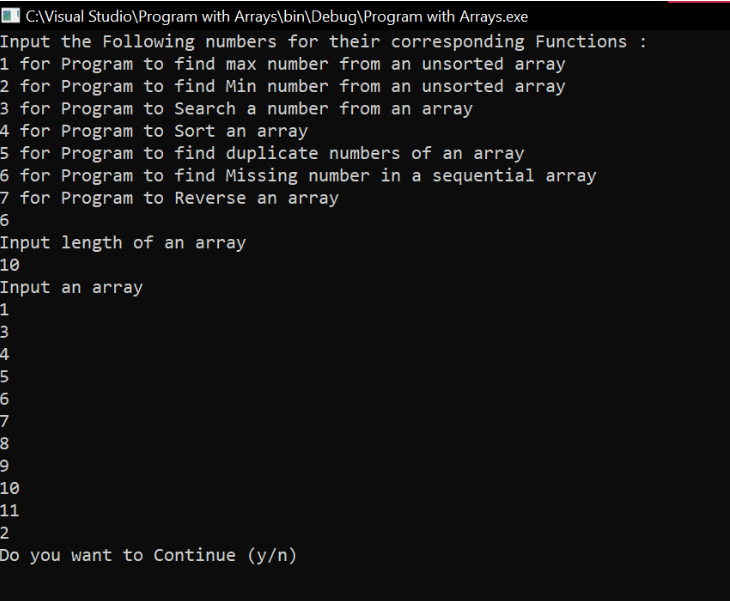 C:\Visual Studio\Program with Arrays\bin\Debug\Program with Arrays.exe
Input the Following numbers for their corresponding Functions :
1 for Program to find max number from an unsorted array
2 for Program to find Min number from an unsorted array
3 for Program to Search a number from an array
4 for Program to Sort an array
5 for Program to find duplicate numbers of an array
6 for Program to find Missing number in a sequential array
7 for Program to Reverse an array
6
Input length of an array
10
Input an array
1
3
4
5
6
7
8
9
10
11
2
Do you want to Continue (y/n)